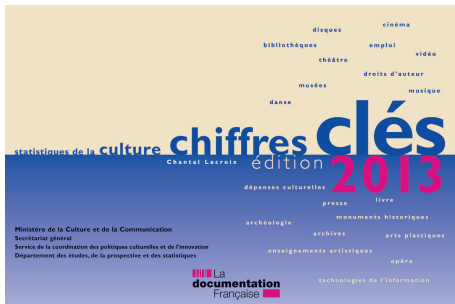 cinéma
disques
bibliothèques emploi
vidéo
théâtre
droits d'auteur
musées
musique
danse
statistiques de la culture chiffres clés
Chantal Lacroix édition 2013
dépenses culturelles
livre
presse
monuments historiques
archéologie
archives arts plastiques
enseignements artistiques
opéra
technologies de l'information
Ministère de la Culture et de la Communication
Secrétariat général
Service de la coordination des politiques culturelles et de l'innovation
Département des études, de la prospective et des statistiques
La
documentation
Française